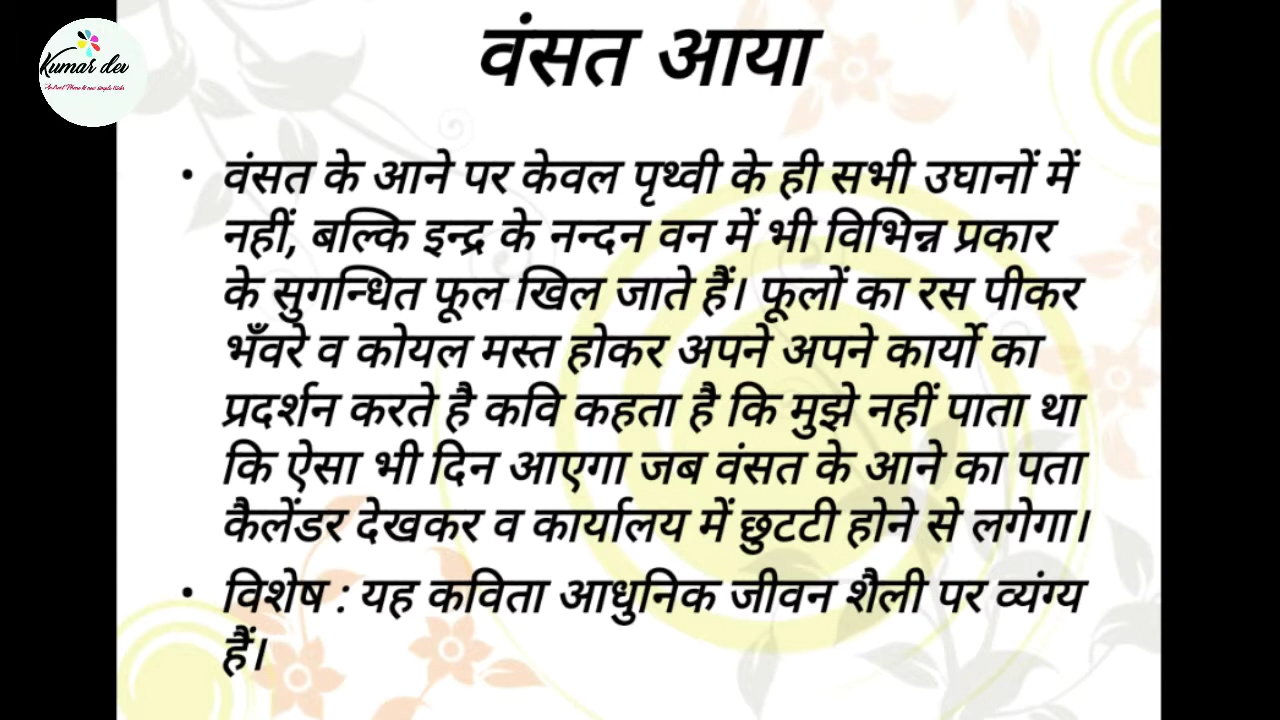 Kumar dev
वंसत आया
• वंसत के आने पर केवल पृथ्वी के ही सभी उघानों में
नहीं, बल्कि इन्द्र के नन्दन वन में भी विभिन्न प्रकार
के सुगन्धित फूल खिल जाते हैं। फूलों का रस पीकर
भँवरे व कोयल मस्त होकर अपने अपने कार्यो का
प्रदर्शन करते है कवि कहता है कि मुझे नहीं पाता था
कि ऐसा भी दिन आएगा जब वंसत के आने का पता
कैलेंडर देखकर व कार्यालय में छुटटी होने से लगेगा।
• विशेष : यह कविता आधुनिक जीवन शैली पर व्यंग्य
हैं।